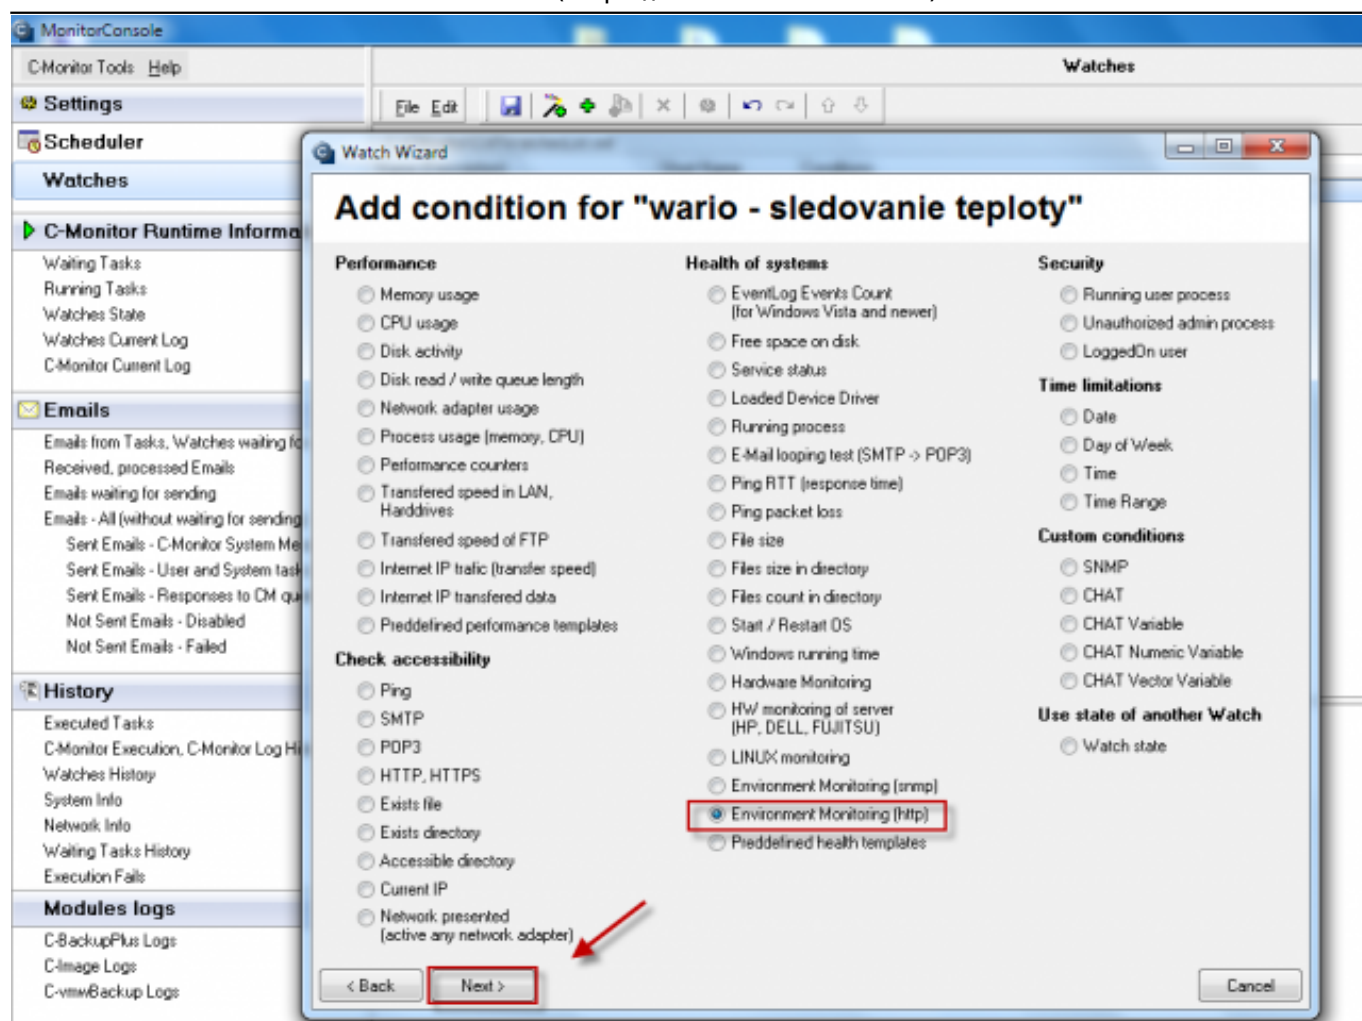 MonitorConsole
C-Monitor Tools Help
Watches
Settings
File Edit
Scheduler
Watches
C-Monitor Runtime Informa
Waiting Tasks
Running Tasks
Watches State
Watches Current Log
C-Monitor Current Log
Emails
Emails from Tasks, Watches waiting fo
Received, processed Emails
Emails waiting for sending
Emails - All (without waiting for sending
Sent Emails - C-Monitor System Me
Sent Emails - User and System task
Sent Emails - Responses to CM qu
Not Sent Emails - Disabled
Not Sent Emails - Failed
History
Executed Tasks
C-Monitor Execution, C-Monitor Log Hi
Watches History
System Info
Network Info
Waiting Tasks History
Execution Fails
Modules logs
C-BackupPlus Logs
C-Image Logs
C-vmwBackup Logs
Watch Wizard
Add condition for "wario - sledovanie teploty"
Performance
Memory usage
CPU usage
Disk activity
Disk read / write queue length
Network adapter usage
Process usage (memory, CPU)
Performance counters
Transfered speed in LAN,
Harddrives
Transfered speed of FTP
Internet IP trafic (transfer speed)
Internet IP transfered data
Preddefined performance templates
Check accessibility
Ping
SMTP
POP3
HTTP, HTTPS
Exists file
Exists directory
Accessible directory
Current IP
Network presented
(active any network adapter)
Health of systems
EventLog Events Count
(for Windows Vista and newer)
Free space on disk
Service status
Loaded Device Driver
Running process
E-Mail looping test (SMTP -> POP3)
Ping RTT (response time)
Ping packet loss
File size
Files size in directory
Files count in directory
Start / Restart OS
Windows running time
Hardware Monitoring
HW monitoring of server
(HP, DELL, FUJITSU)
LINUX monitoring
Environment Monitoring (snmp)
Environment Monitoring (http)
Preddefined health templates
Security
Running user process
Unauthorized admin process
LoggedOn user
Time limitations
Date
Day of Week
Time
Time Range
Custom conditions
SNMP
CHAT
CHAT Variable
CHAT Numeric Variable
CHAT Vector Variable
Use state of another Watch
Watch state
< Back
Next >
Cancel